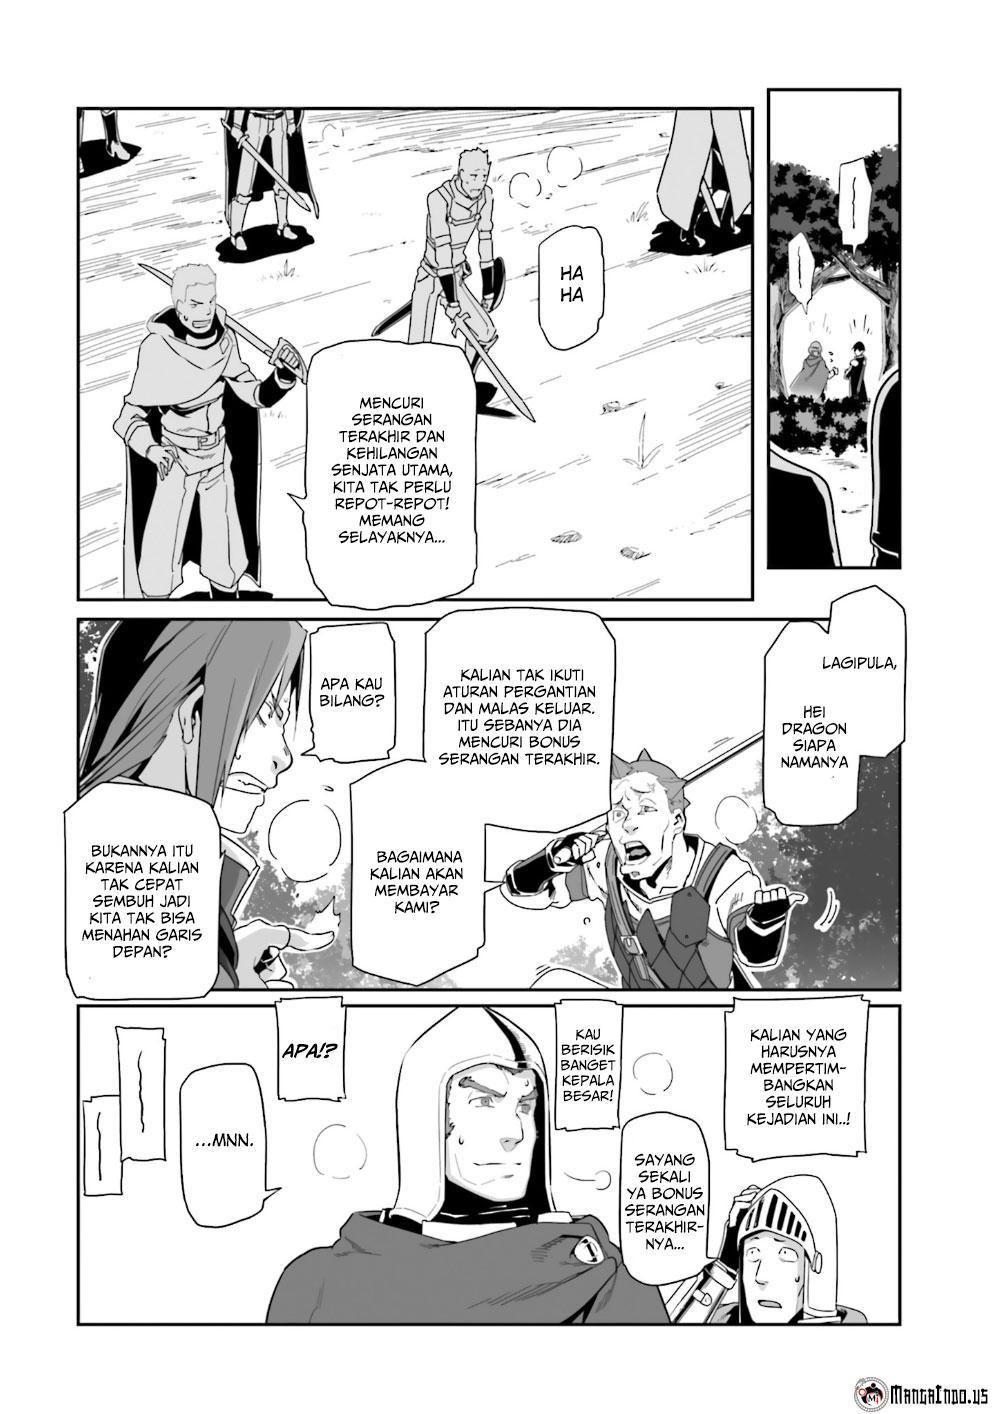 HA
HA
MENCURI
SERANGAN
TERAKHIR DAN
KEHILANGAN
SENJATA UTAMA,
KITA TAK PERLU
REPOT-REPOT!
MEMANG
SELAYAKNYA...
LAGIPULA,
HEI
DRAGON
SIAPA
NAMANYA
KALIAN TAK IKUTI
ATURAN PERGANTIAN
DAN MALAS KELUAR.
ITU SEBANYA DIA
MENCURI BONUS
SERANGAN TERAKHIR.
BAGAIMANA
KALIAN AKAN
MEMBAYAR
KAMI?
APA KAU
BILANG?
BUKANNYA ITU
KARENA KALIAN
TAK CEPAT
SEMBUH JADI
KITA TAK BISA
MENAHAN GARIS
DEPAN?
KALIAN YANG
HARUSNYA
MEMPERTIM-
BANGKAN
SELURUH
KEJADIAN INI..!
SAYANG
SEKALI
YA BONUS
SERANGAN
TERAKHIR-
NYA...
KAU
BERISIK
BANGET
KEPALA
BESAR!
APA!?
...MNN.
MANGAINDO.US